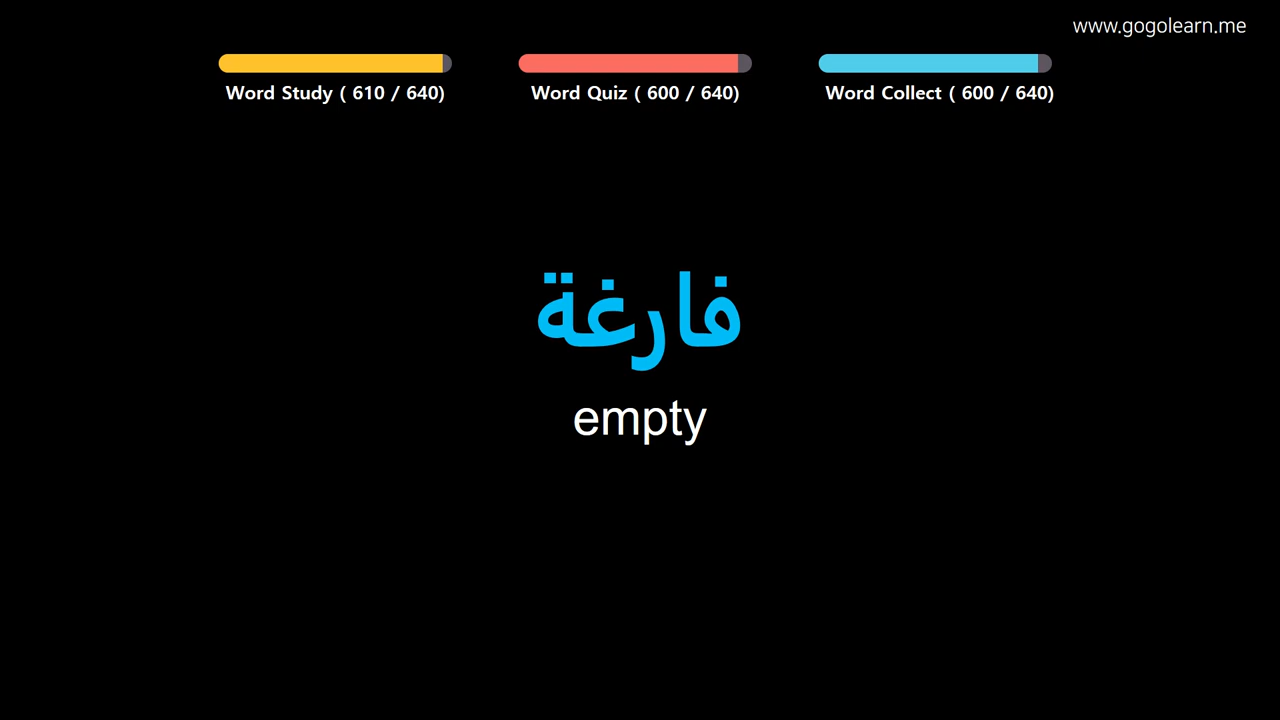 www.gogolearn.me
Word Study ( 610 / 640)
Word Quiz ( 600 / 640)
Word Collect ( 600 / 640)
فارغة
empty